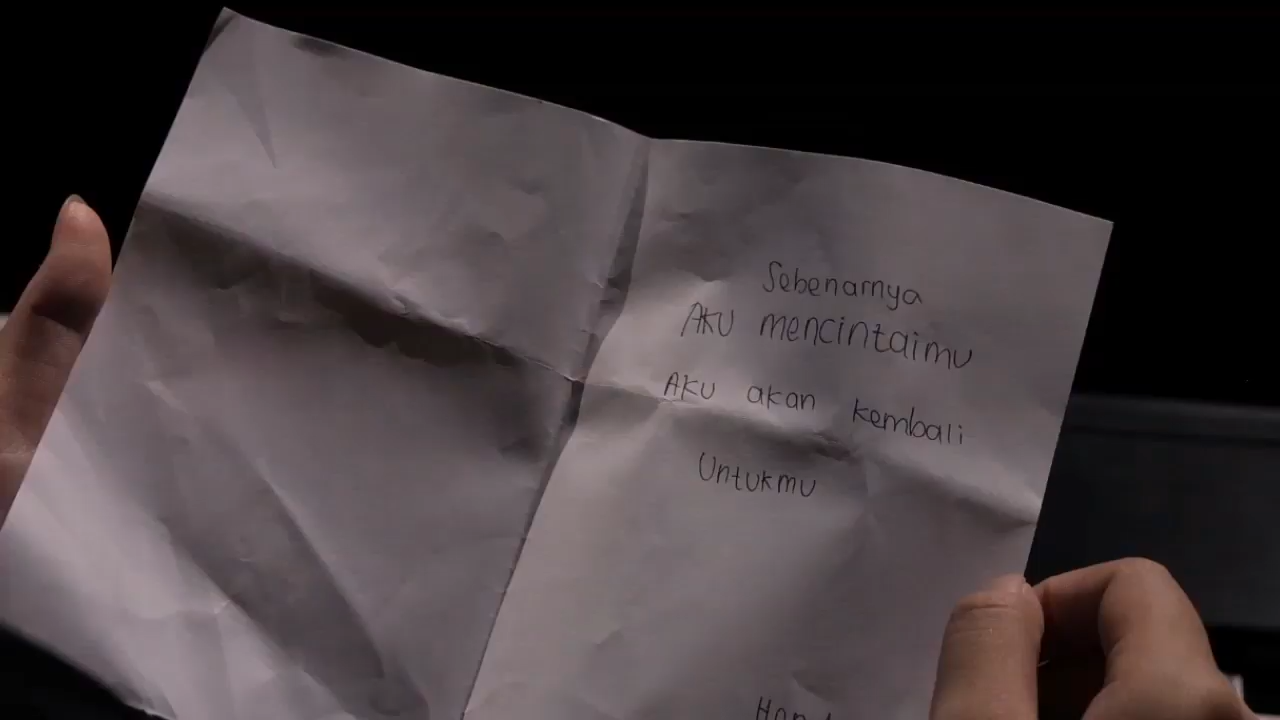 Sebenarnya
Aku mencintaimu
Aku akan kembali
Untukmu